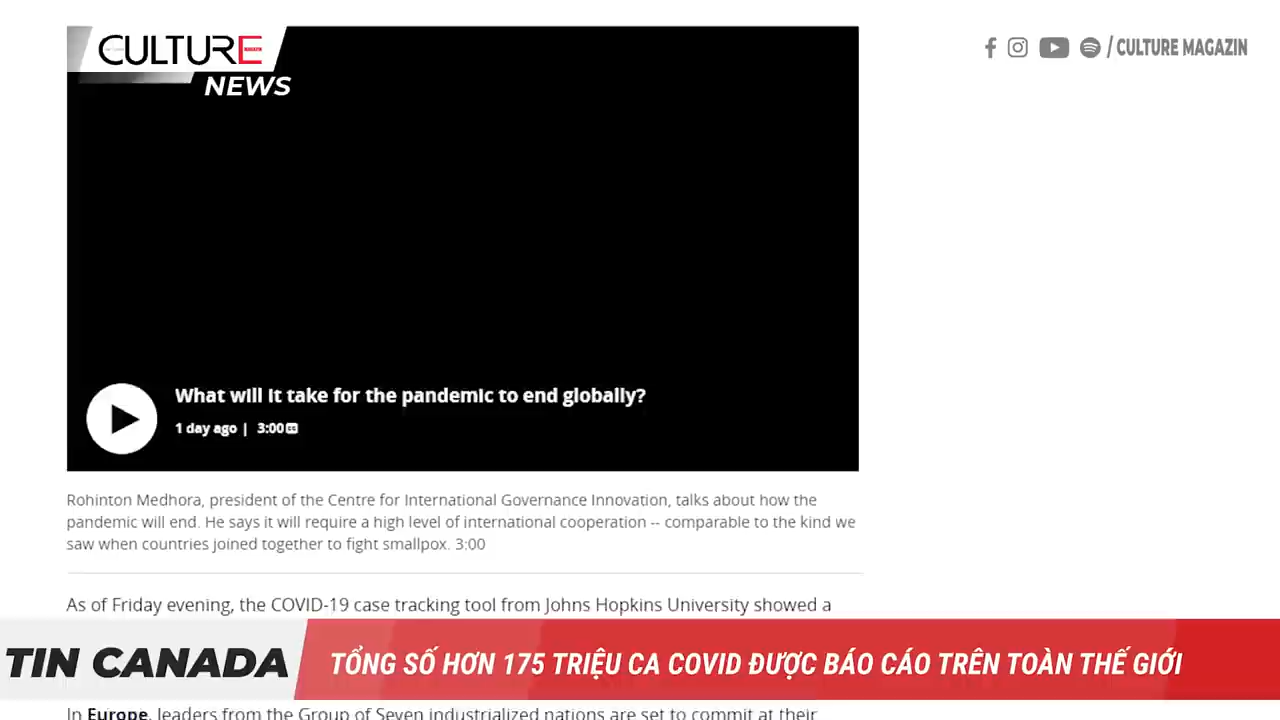 CULTURE
NEWS
/ CULTURE MAGAZIN
What will it take for the pandemic to end globally?
1 day ago | 3:00 CC
Rohinton Medhora, president of the Centre for International Governance Innovation, talks about how the
pandemic will end. He says it will require a high level of international cooperation -- comparable to the kind we
saw when countries joined together to fight smallpox. 3:00
As of Friday evening, the COVID-19 case tracking tool from Johns Hopkins University showed a
TIN CANADA
TỔNG SỐ HƠN 175 TRIỆU CA COVID ĐƯỢC BÁO CÁO TRÊN TOÀN THẾ GIỚI
In Europe, leaders from the Group of Seven industrialized nations are set to commit at their